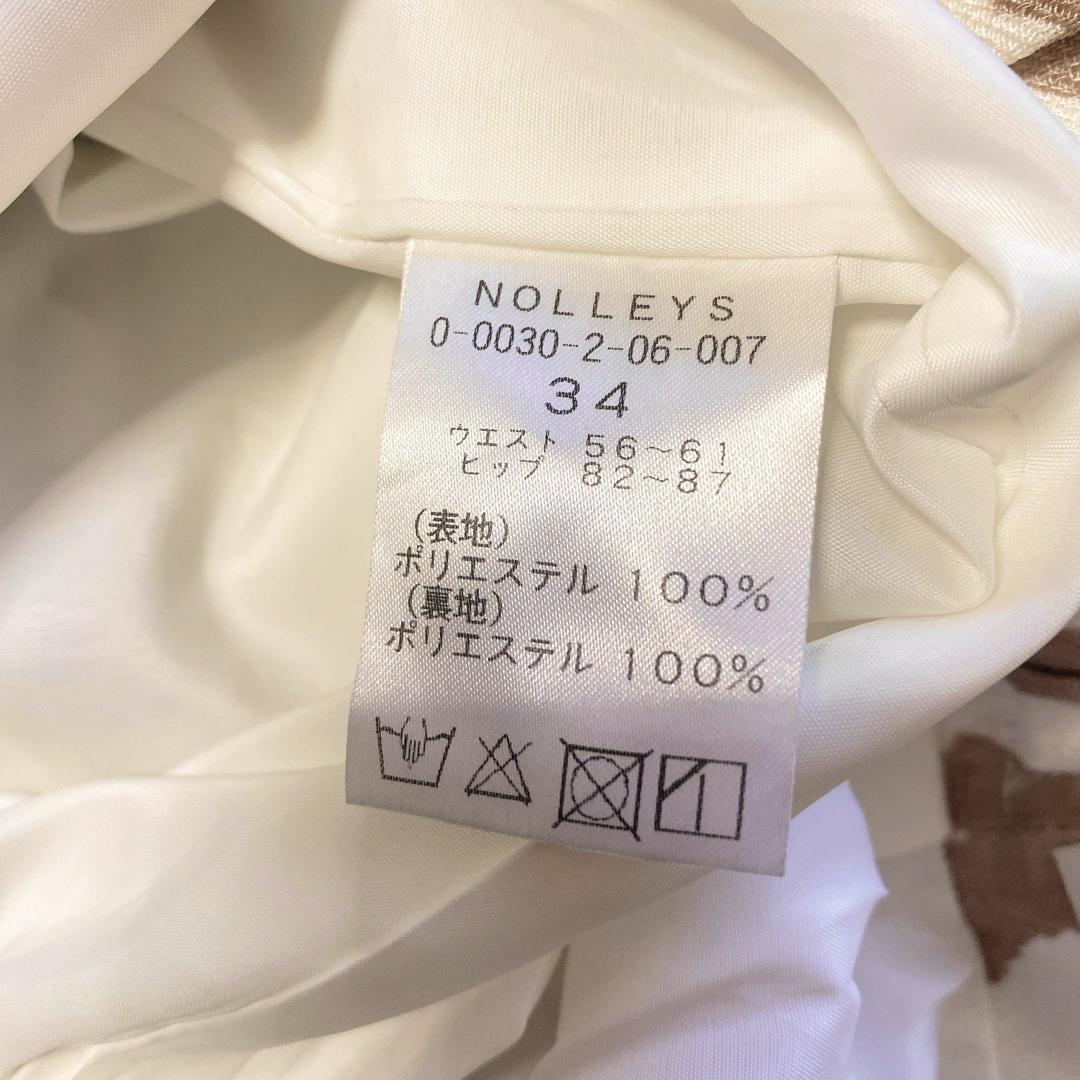 NOLLEYS
0-0030-2-06-007
34
ウエスト 56~61
ヒップ 82~87
(表地)
ポリエステル 100%
(裏地)
ポリエステル 100%